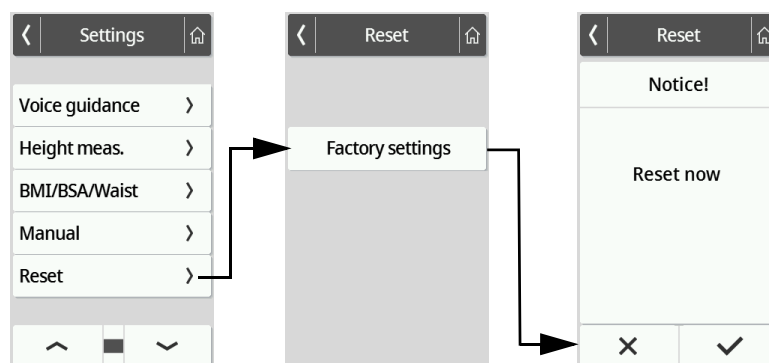 Settings
Voice guidance
Height meas.
BMI/BSA/Waist
Manual
Reset
Reset
Factory settings
Reset
Notice!
Reset now